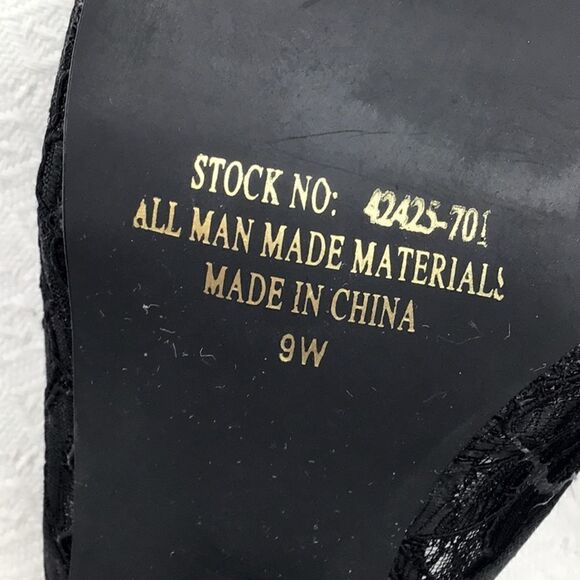 STOCK NO: 42425-701
ALL MAN MADE MATERIALS
MADE IN CHINA
9W